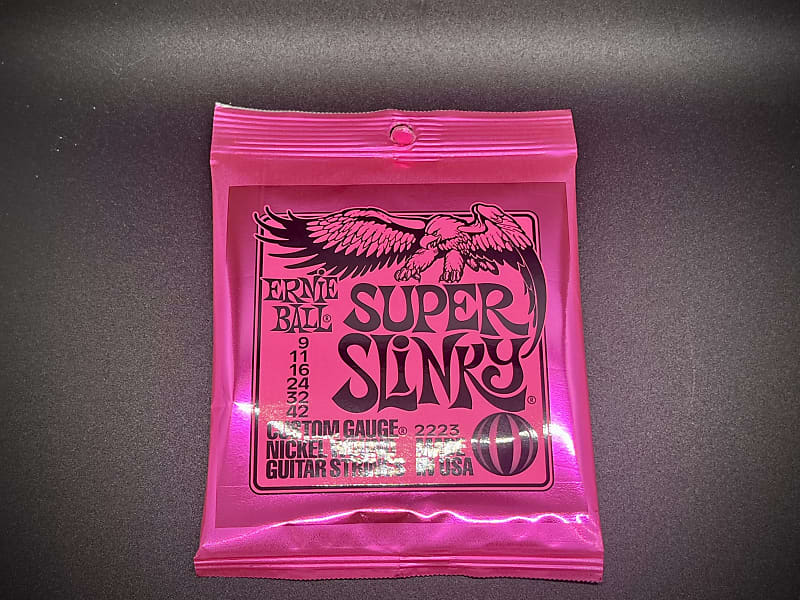 ERNIE
BALL®
SUPER
SLINKY®
9
11
16
24
32
42
CUSTOM GAUGE®
NICKEL
GUITAR STRINGS
2223
MADE
IN USA